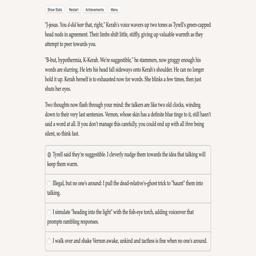 Show Stats Restart Achievements Menu
"J-jesus. You d-did hear that, right," Kerah's voice wavers up two tones as Tyrell's green-capped
head nods in agreement. Their limbs shift little, stiffly, giving up valuable warmth as they
attempt to peer towards you.
"B-but, hypothermia, K-Kerah. We're suggestible," he stammers, now groggy enough his
words are slurring. He lets his head fall sideways onto Kerah's shoulder. He can no longer
hold it up. Kerah herself is exhausted now for words. She blinks a few times, then just
shuts her eyes.
Two thoughts now flash through your mind: the talkers are like two old clocks, winding
down to their very last sentences. Vernon, whose skin has a definite blue tinge to it, still hasn't
said a word at all. If you don't manage this carefully, you could end up with all three being
silent, so think fast.
Tyrell said they're suggestible. I cleverly nudge them towards the idea that talking will
keep them warm.
Illegal, but no one's around: I pull the dead-relative's-ghost trick to "haunt" them into
talking.
I simulate "heading into the light" with the fish-eye torch, adding voiceover that
prompts rambling responses.
I walk over and shake Vernon awake, unkind and tactless is fine when no one's around.